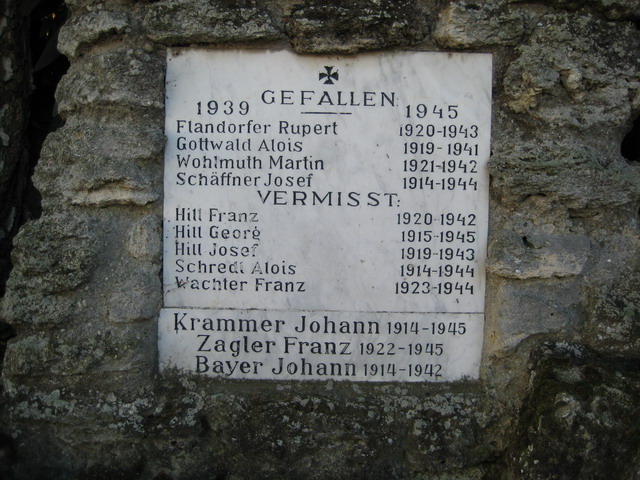 GEFALLEN
1939 1945
Flandorfer Rupert 1920-1943
Gottwald Alois 1919-1941
Wohlmuth Martin 1921-1942
Schäffner Josef 1914-1944
VERMISST:
Hill Franz 1920-1942
Hill Georg 1915-1945
Hill Josef 1919-1943
Schredl Alois 1914-1944
Wachter Franz 1923-1944
Krammer Johann 1914-1945
Zagler Franz 1922-1945
Bayer Johann 1914-1942